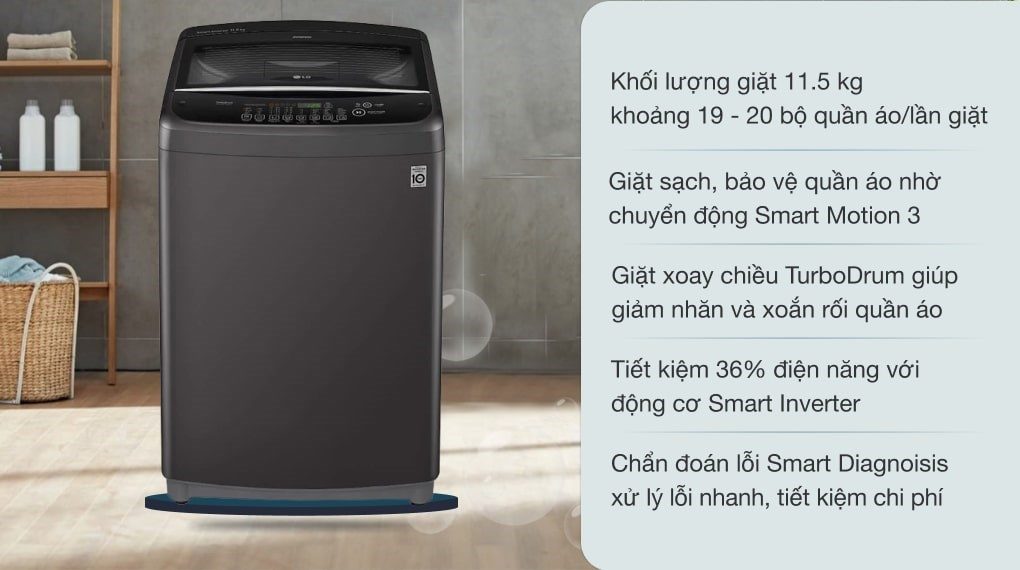 LG
10
Khối lượng giặt 11.5 kg
khoảng 19 - 20 bộ quần áo/lần giặt
Giặt sạch, bảo vệ quần áo nhờ
chuyển động Smart Motion 3
Giặt xoay chiều TurboDrum giúp
giảm nhăn và xoắn rối quần áo
Tiết kiệm 36% điện năng với
động cơ Smart Inverter
Chẩn đoán lỗi Smart Diagnoisis
xử lý lỗi nhanh, tiết kiệm chi phí